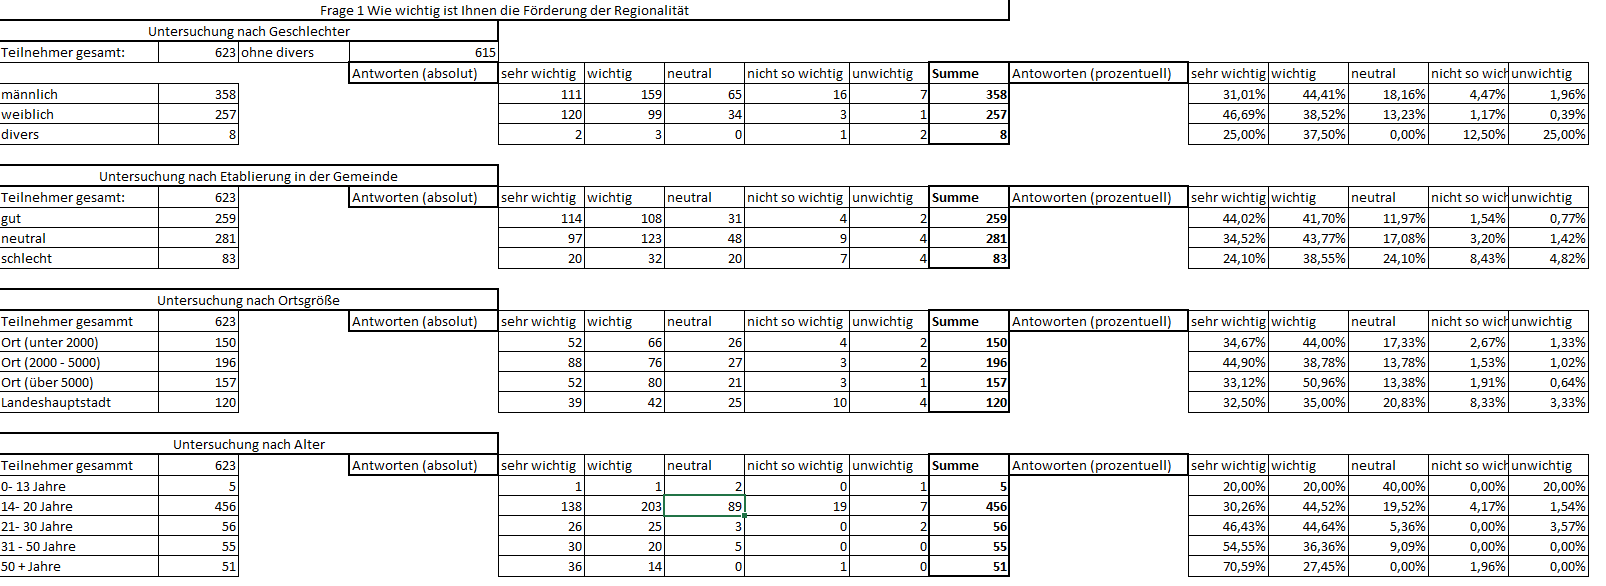 Frage 1 Wie wichtig ist Ihnen die Förderung der Regionalität
Untersuchung nach Geschlechter
Teilnehmer gesamt: 623 ohne divers 615
Antworten (absolut) sehr wichtig wichtig neutral nicht so wichtig unwichtig Summe Antoworten (prozentuell) sehr wichtig wichtig neutral nicht so wich unwichtig
männlich 358 111 159 65 16 7 358 31,01% 44,41% 18,16% 4,47% 1,96%
weiblich 257 120 99 34 3 1 257 46,69% 38,52% 13,23% 1,17% 0,39%
divers 8 2 3 0 1 2 8 25,00% 37,50% 0,00% 12,50% 25,00%
Untersuchung nach Etablierung in der Gemeinde
Teilnehmer gesamt: 623 Antworten (absolut) sehr wichtig wichtig neutral nicht so wichtig unwichtig Summe Antoworten (prozentuell) sehr wichtig wichtig neutral nicht so wich unwichtig
gut 259 114 108 31 4 2 259 44,02% 41,70% 11,97% 1,54% 0,77%
neutral 281 97 123 48 9 4 281 34,52% 43,77% 17,08% 3,20% 1,42%
schlecht 83 20 32 20 7 4 83 24,10% 38,55% 24,10% 8,43% 4,82%
Untersuchung nach Ortsgröße
Teilnehmer gesammt 623 Antworten (absolut) sehr wichtig wichtig neutral nicht so wichtig unwichtig Summe Antoworten (prozentuell) sehr wichtig wichtig neutral nicht so wich unwichtig
Ort (unter 2000) 150 52 66 26 4 2 150 34,67% 44,00% 17,33% 2,67% 1,33%
Ort (2000 - 5000) 196 88 76 27 3 2 196 44,90% 38,78% 13,78% 1,53% 1,02%
Ort (über 5000) 157 52 80 21 3 1 157 33,12% 50,96% 13,38% 1,91% 0,64%
Landeshauptstadt 120 39 42 25 10 4 120 32,50% 35,00% 20,83% 8,33% 3,33%
Untersuchung nach Alter
Teilnehmer gesammt 623 Antworten (absolut) sehr wichtig wichtig neutral nicht so wichtig unwichtig Summe Antoworten (prozentuell) sehr wichtig wichtig neutral nicht so wich unwichtig
0- 13 Jahre 5 1 1 2 0 1 5 20,00% 20,00% 40,00% 0,00% 20,00%
14- 20 Jahre 456 138 203 89 19 7 456 30,26% 44,52% 19,52% 4,17% 1,54%
21- 30 Jahre 56 26 25 3 0 2 56 46,43% 44,64% 5,36% 0,00% 3,57%
31 - 50 Jahre 55 30 20 5 0 0 55 54,55% 36,36% 9,09% 0,00% 0,00%
50 + Jahre 51 36 14 0 1 0 51 70,59% 27,45% 0,00% 1,96% 0,00%